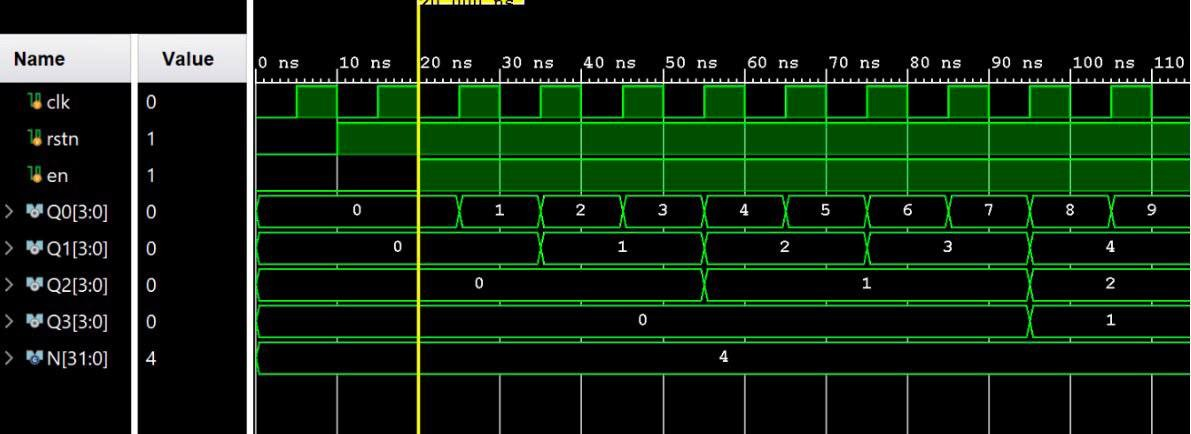 20.000 ns
Name Value 0 ns 10 ns 20 ns 30 ns 40 ns 50 ns 60 ns 70 ns 80 ns 90 ns 100 ns 110
clk 0
rstn 1
en 1
Q0[3:0] 0 0 1 2 3 4 5 6 7 8 9
Q1[3:0] 0 0 1 2 3 4
Q2[3:0] 0 0 1 2
Q3[3:0] 0 0 1
N[31:0] 4 4